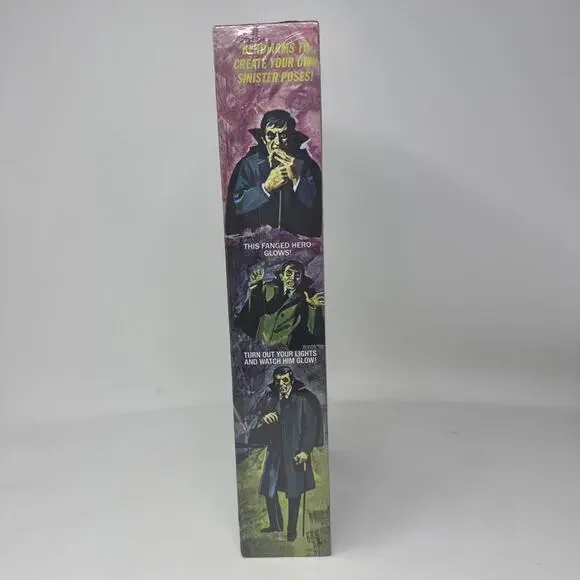 BEND ARMS TO
CREATE YOUR OWN
SINISTER POSES!
THIS FANGED HERO
GLOWS!
TURN OUT YOUR LIGHTS
AND WATCH HIM GLOW!